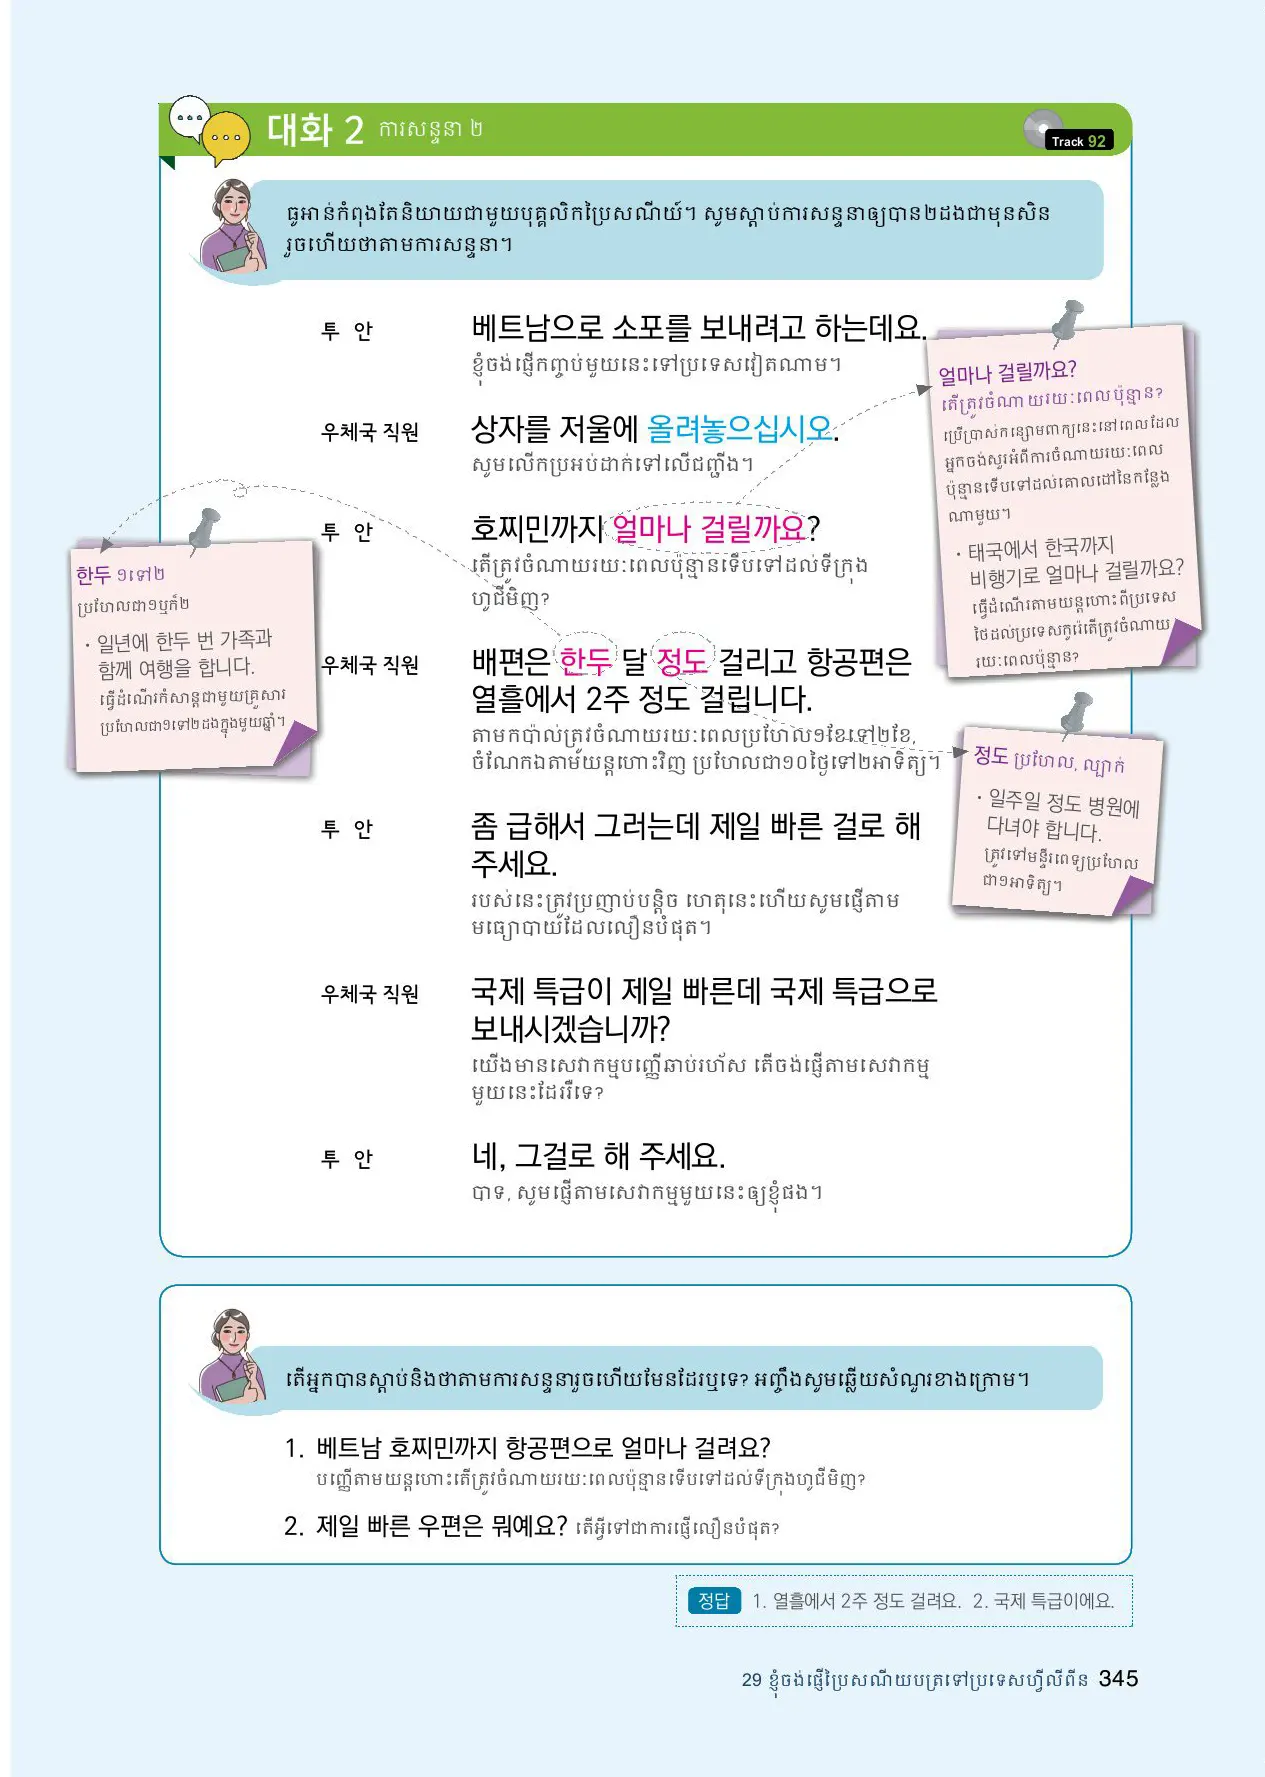 대화 2 ការសន្ទនា ២
Track 92
ធូអាន់កំពុងតែនិយាយជាមួយបុគ្គលិកប្រៃសណីយ៍។ សូមស្តាប់ការសន្ទនាឲ្យបាន២ដងជាមុនសិន
រួចហើយថាតាមការសន្ទនា។
투 안 베트남으로 소포를 보내려고 하는데요.
ខ្ញុំចង់ផ្ញើកញ្ចប់មួយនេះទៅប្រទេសវៀតណាម។
우체국 직원 상자를 저울에 올려놓으십시오.
សូមលើកប្រអប់ដាក់ទៅលើជញ្ជីង។
투 안 호찌민까지 얼마나 걸릴까요?
តើត្រូវចំណាយរយៈពេលប៉ុន្មានទើបទៅដល់ទីក្រុង
ហូជីមិញ?
우체국 직원 배편은 한두 달 정도 걸리고 항공편은
열흘에서 2주 정도 걸립니다.
តាមកប៉ាល់ត្រូវចំណាយរយៈពេលប្រហែល១ខែទៅ២ខែ,
ចំណែកឯតាមយន្តហោះវិញ ប្រហែលជា១០ថ្ងៃទៅ២អាទិត្យ។
투 안 좀 급해서 그러는데 제일 빠른 걸로 해
주세요.
របស់នេះត្រូវប្រញាប់បន្តិច ហេតុនេះហើយសូមផ្ញើតាម
មធ្យោបាយដែលលឿនបំផុត។
우체국 직원 국제 특급이 제일 빠른데 국제 특급으로
보내시겠습니까?
យើងមានសេវាកម្មបញ្ញើឆាប់រហ័ស តើចង់ផ្ញើតាមសេវាកម្ម
មួយនេះដែររឺទេ?
투 안 네, 그걸로 해 주세요.
បាទ, សូមផ្ញើតាមសេវាកម្មមួយនេះឲ្យខ្ញុំផង។
얼마나 걸릴까요?
តើត្រូវចំណាយរយៈពេលប៉ុន្មាន?
ប្រើប្រាស់កន្សោមពាក្យនេះនៅពេលដែល
អ្នកចង់សួរអំពីការចំណាយរយៈពេល
ប៉ុន្មានទើបទៅដល់គោលដៅនៃកន្លែង
ណាមួយ។
· 태국에서 한국까지
비행기로 얼마나 걸릴까요?
ធ្វើដំណើរតាមយន្តហោះពីប្រទេស
ថៃដល់ប្រទេសកូរ៉េតើត្រូវចំណាយ
រយៈពេលប៉ុន្មាន?
한두 ១ទៅ២
ប្រហែលជា១ឬក៏២
· 일년에 한두 번 가족과
함께 여행을 합니다.
ធ្វើដំណើរកំសាន្តជាមួយគ្រួសារ
ប្រហែលជា១ទៅ២ដងក្នុងមួយឆ្នាំ។
정도 ប្រហែល, ល្បាក់
· 일주일 정도 병원에
다녀야 합니다.
ត្រូវទៅមន្ទីរពេទ្យប្រហែល
ជា១អាទិត្យ។
តើអ្នកបានស្តាប់និងថាតាមការសន្ទនារួចហើយមែនដែរឬទេ? អញ្ចឹងសូមឆ្លើយសំណួរខាងក្រោម។
1. 베트남 호찌민까지 항공편으로 얼마나 걸려요?
បញ្ញើតាមយន្តហោះតើត្រូវចំណាយរយៈពេលប៉ុន្មានទើបទៅដល់ទីក្រុងហូជីមិញ?
2. 제일 빠른 우편은 뭐예요? តើអ្វីទៅជាការផ្ញើលឿនបំផុត?
정답 1. 열흘에서 2주 정도 걸려요. 2. 국제 특급이에요.
29 ខ្ញុំចង់ផ្ញើប្រៃសណីយបត្រទៅប្រទេសហ្វីលីពីន 345